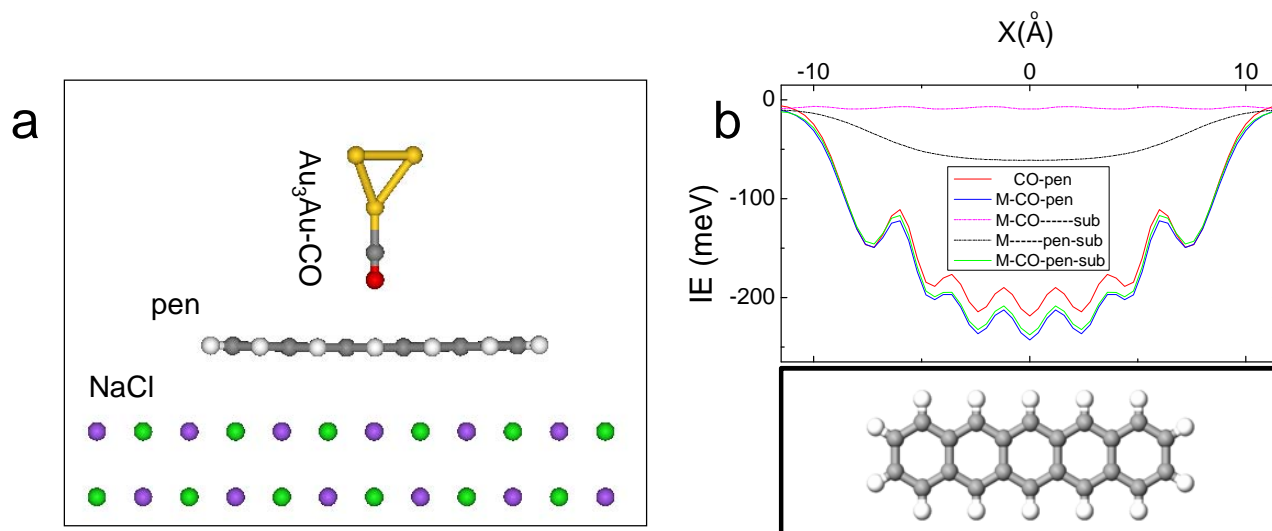 a
Au₃Au-CO
pen
NaCl
b
X(Å)
-10 0 10
0
-100
-200
IE (meV)
CO-pen
M-CO-pen
M-CO------sub
M------pen-sub
M-CO-pen-sub